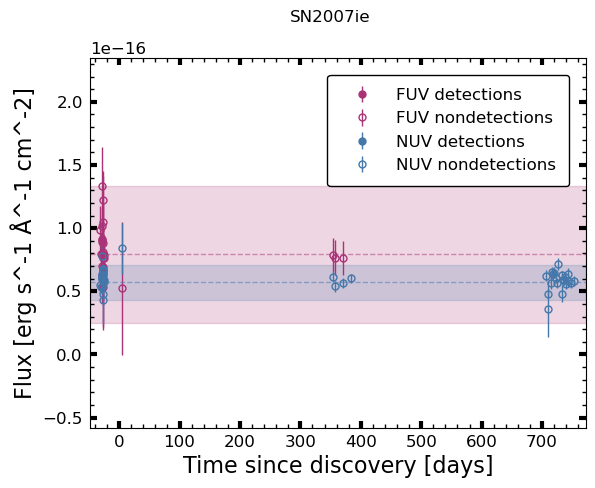 SN2007ie
1e−16
FUV detections
FUV nondetections
NUV detections
NUV nondetections
2.0
1.5
1.0
0.5
0.0
−0.5
Flux [erg s^-1 Å^-1 cm^-2]
0 100 200 300 400 500 600 700
Time since discovery [days]